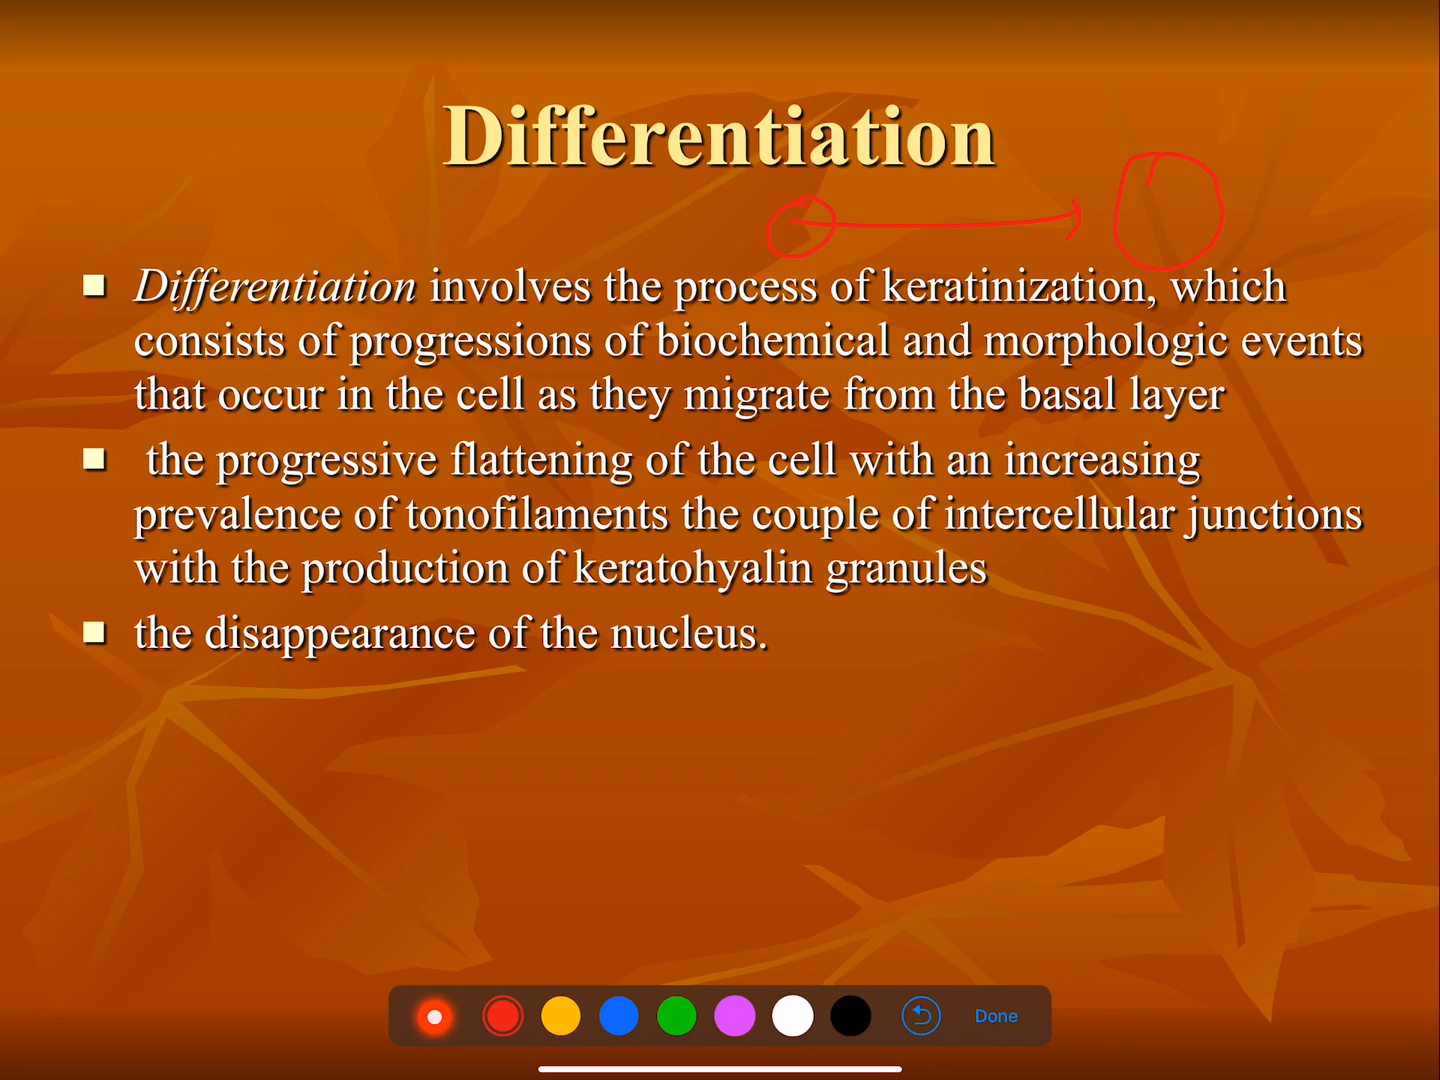 Differentiation
Differentiation involves the process of keratinization, which
consists of progressions of biochemical and morphologic events
that occur in the cell as they migrate from the basal layer
the progressive flattening of the cell with an increasing
prevalence of tonofilaments the couple of intercellular junctions
with the production of keratohyalin granules
the disappearance of the nucleus.
Done